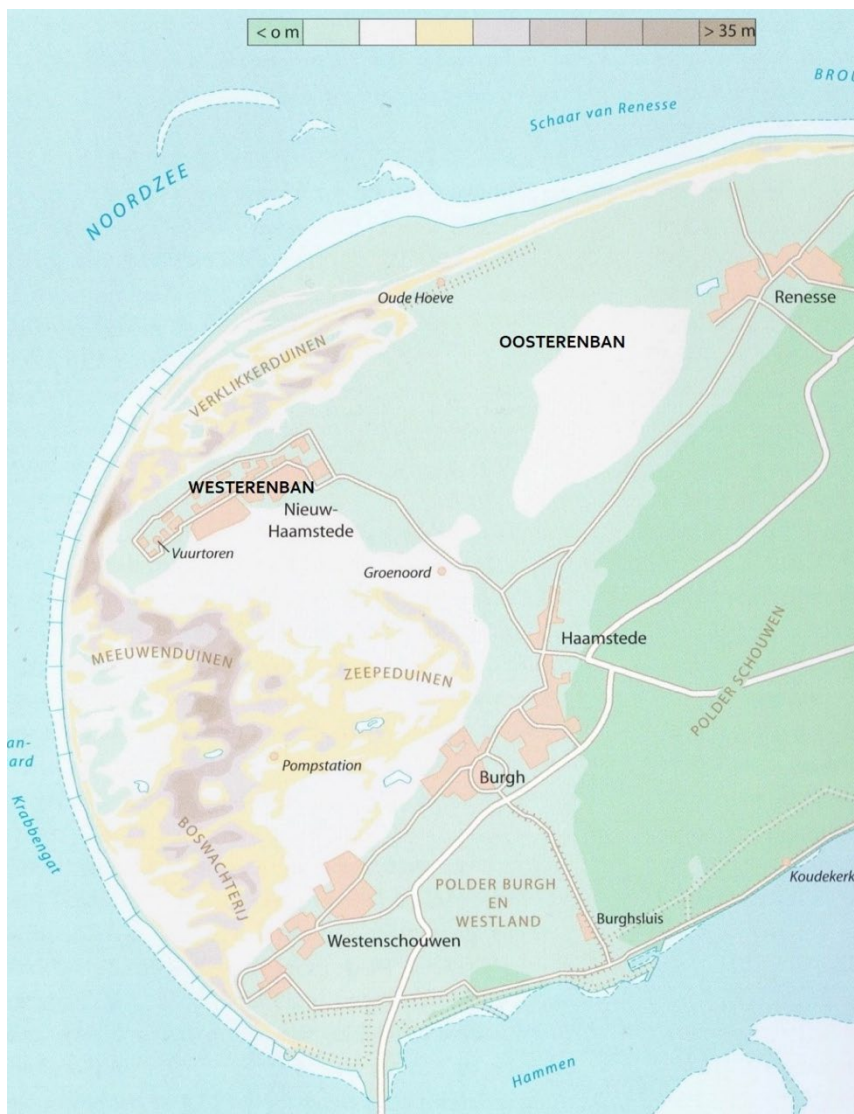 < o m
> 35 m
BROU
Schaar van Renesse
NOORDZEE
Oude Hoeve
Renesse
OOSTERENBAN
VERKLIKKERDUINEN
WESTERENBAN
Nieuw-
Haamstede
Vuurtoren
Groenoord
Haamstede
MEEUWENDUINEN
ZEEPEDUINEN
POLDER SCHOUWEN
an-
ard
Pompstation
Burgh
Krabbengat
BOSWACHTERIJ
POLDER BURGH
EN
WESTLAND
Koudekerk
Burghsluis
Westenschouwen
Hammen